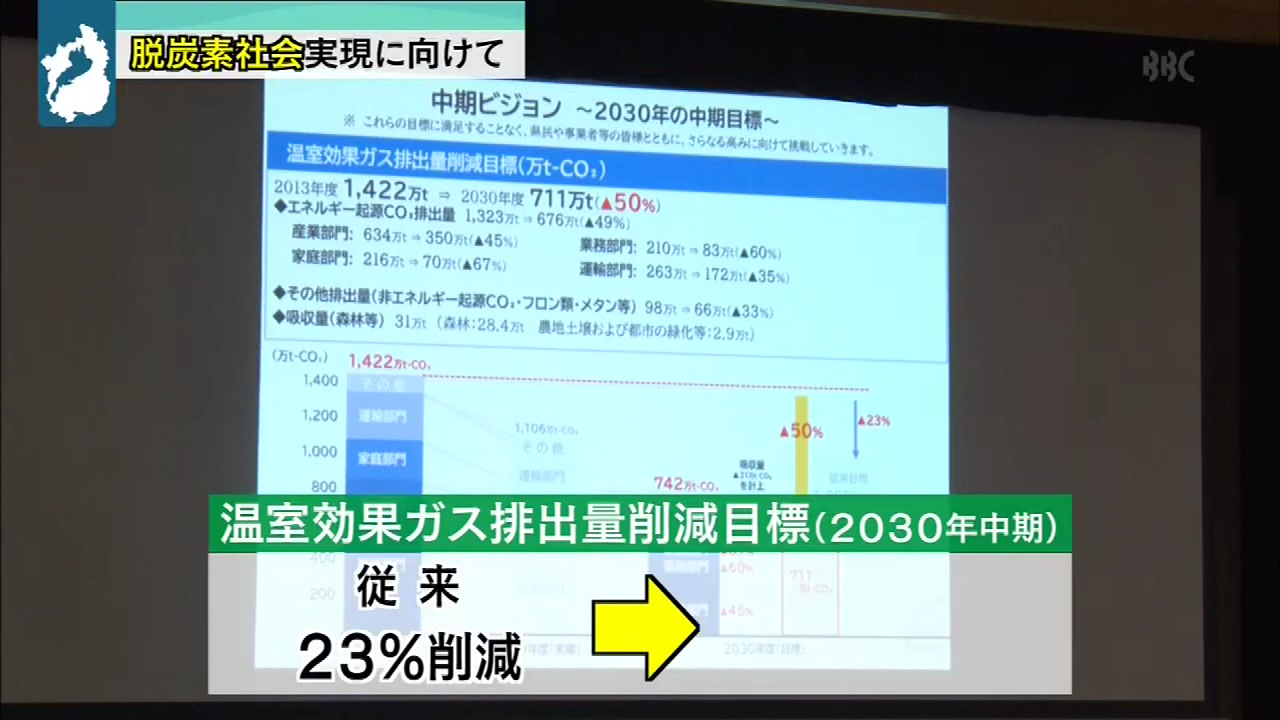 脱炭素社会実現に向けて
BBC
中期ビジョン ～2030年の中期目標～
※ これらの目標に満足することなく、県民や事業者等の皆様とともに、さらなる高みに向けて挑戦していきます。
温室効果ガス排出量削減目標(万t-CO₂)
2013年度 1,422万t ⇒ 2030年度 711万t(▲50%)
◆エネルギー起源CO₂排出量 1,323万t⇒676万t(▲49%)
産業部門: 634万t⇒350万t(▲45%) 業務部門: 210万t⇒83万t(▲60%)
家庭部門: 216万t⇒70万t(▲67%) 運輸部門: 263万t⇒172万t(▲35%)
◆その他排出量(非エネルギー起源CO₂・フロン類・メタン等) 98万t⇒66万t(▲33%)
◆吸収量(森林等) 31万t (森林:28.4万t 農地土壌および都市の緑化等:2.9万t)
(万t-CO₂)
1,422万t-CO₂
1,400
その他
1,200
運輸部門
▲50%
▲23%
1,106万t-CO₂
その他
1,000
家庭部門
運輸部門
吸収量
▲31万t-CO₂
を計上
従来目標
800
742万t-CO₂
温室効果ガス排出量削減目標(2030年中期)
400
業務部門
▲60%
711
万t-CO₂
200
▲45%
従来
23%削減
年度(実績)
2030年度(目標)